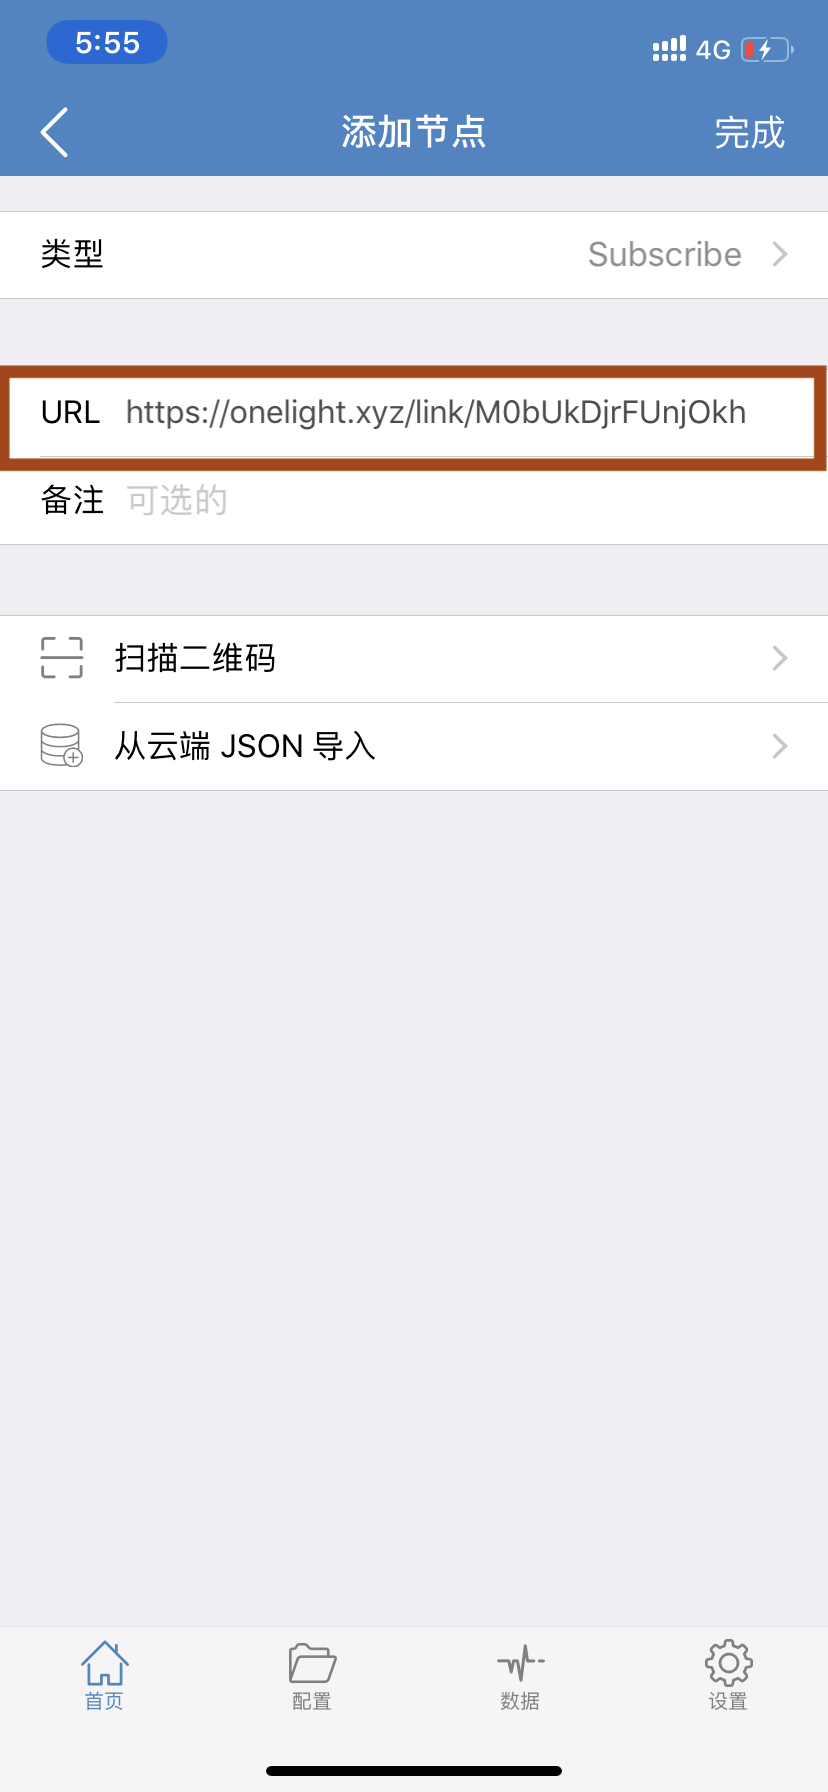 5:55
4G
添加节点
完成
类型
Subscribe
URL https://onelight.xyz/link/M0bUkDjrFUnjOkh
备注 可选的
扫描二维码
从云端 JSON 导入
首页
配置
数据
设置